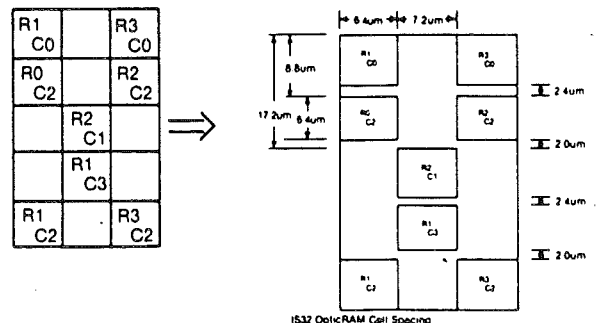 R1 R3
C0 C0
R0 R2
C2 C2
R2
C1
R1
C3
R1 R3
C2 C2
6.4um 7.2um
8.8um
17.2um
6.4um
R1 R3
C0 C0
2.4um
R0 R2
C2 C2
2.0um
R2
C1
2.4um
R1
C3
2.0um
R1 R3
C2 C2
IS32 OpticRAM Cell Spacing